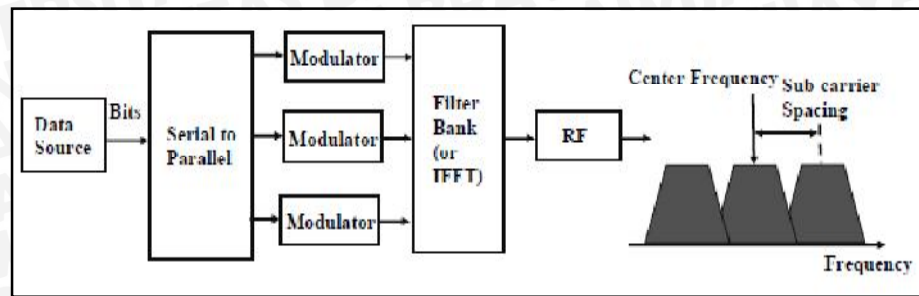 Data
Source
Bits
Serial to
Parallel
Modulator
Modulator
Modulator
Filter
Bank
(or
IFFT)
RF
Center Frequency
Sub carrier
Spacing
Frequency